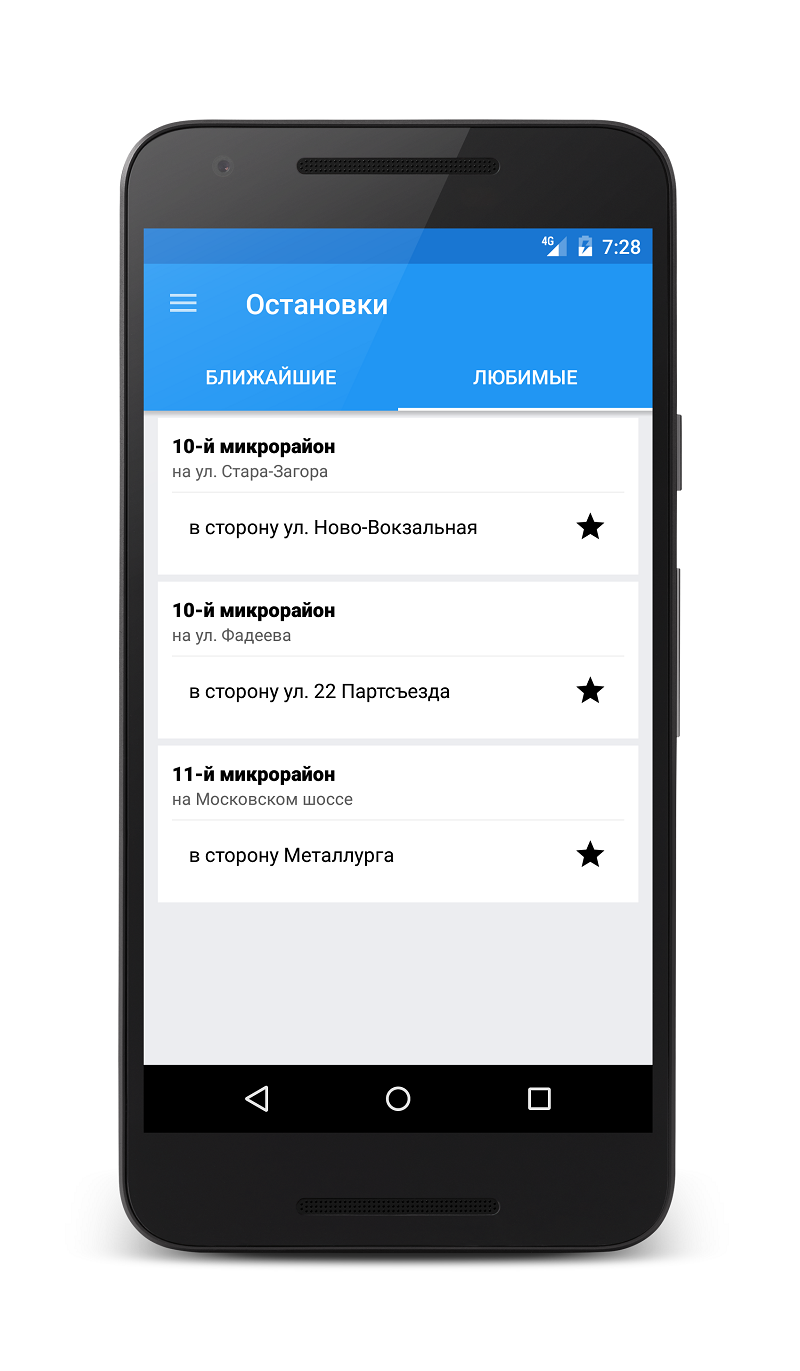 4G 7:28
Остановки
БЛИЖАЙШИЕ ЛЮБИМЫЕ
10-й микрорайон
на ул. Стара-Загора
в сторону ул. Ново-Вокзальная
10-й микрорайон
на ул. Фадеева
в сторону ул. 22 Партсъезда
11-й микрорайон
на Московском шоссе
в сторону Металлурга